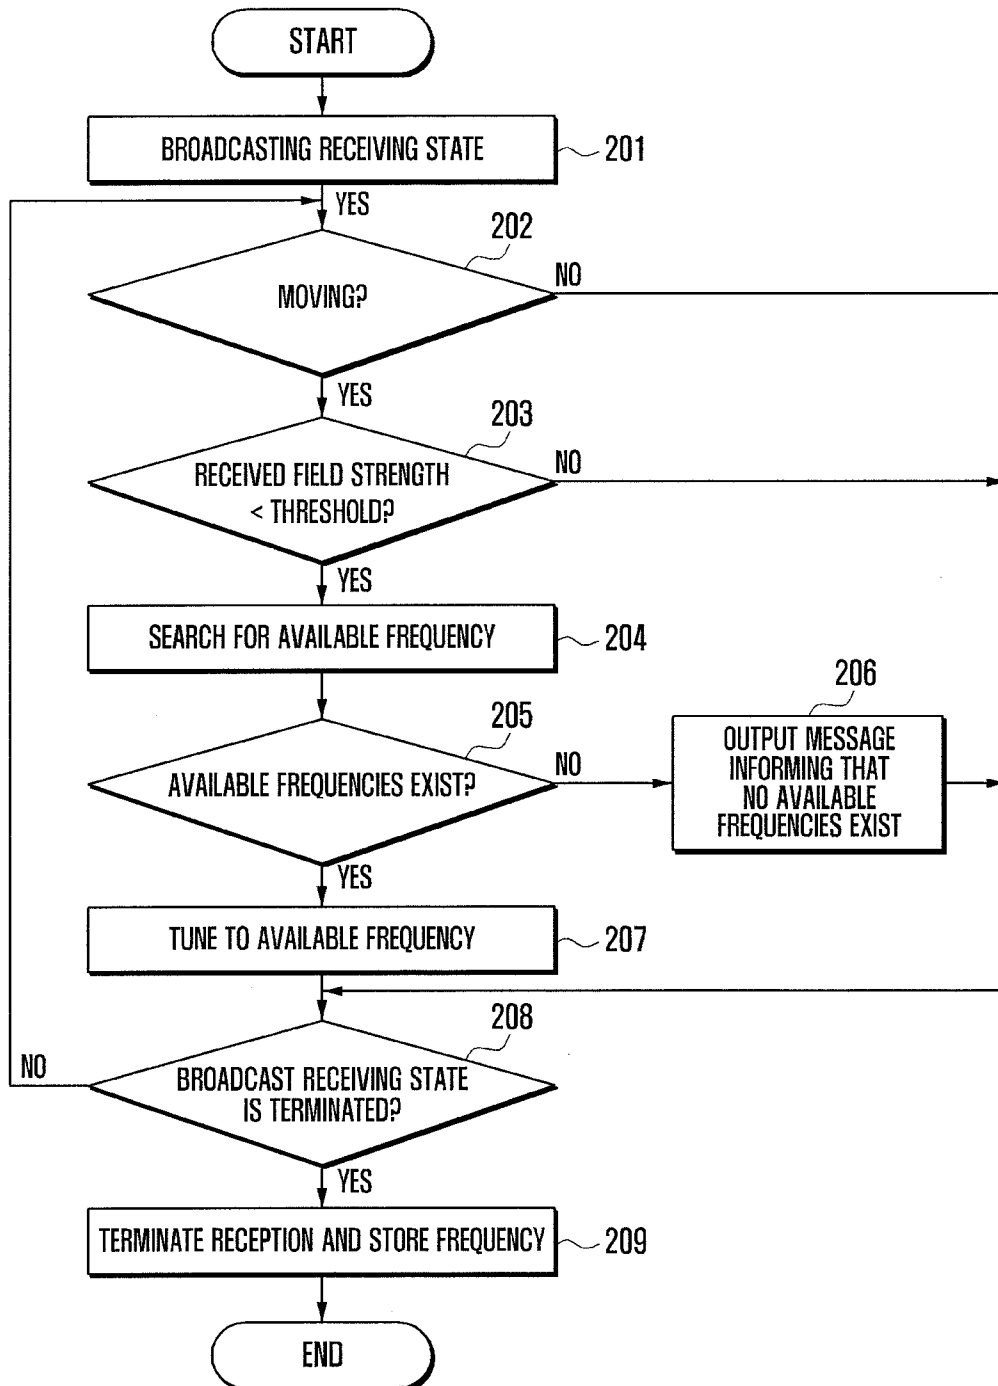 START
BROADCASTING RECEIVING STATE
201
YES
202
MOVING?
NO
YES
203
RECEIVED FIELD STRENGTH
< THRESHOLD?
NO
YES
SEARCH FOR AVAILABLE FREQUENCY
204
205
AVAILABLE FREQUENCIES EXIST?
NO
206
OUTPUT MESSAGE
INFORMING THAT
NO AVAILABLE
FREQUENCIES EXIST
YES
TUNE TO AVAILABLE FREQUENCY
207
208
NO
BROADCAST RECEIVING STATE
IS TERMINATED?
YES
TERMINATE RECEPTION AND STORE FREQUENCY
209
END